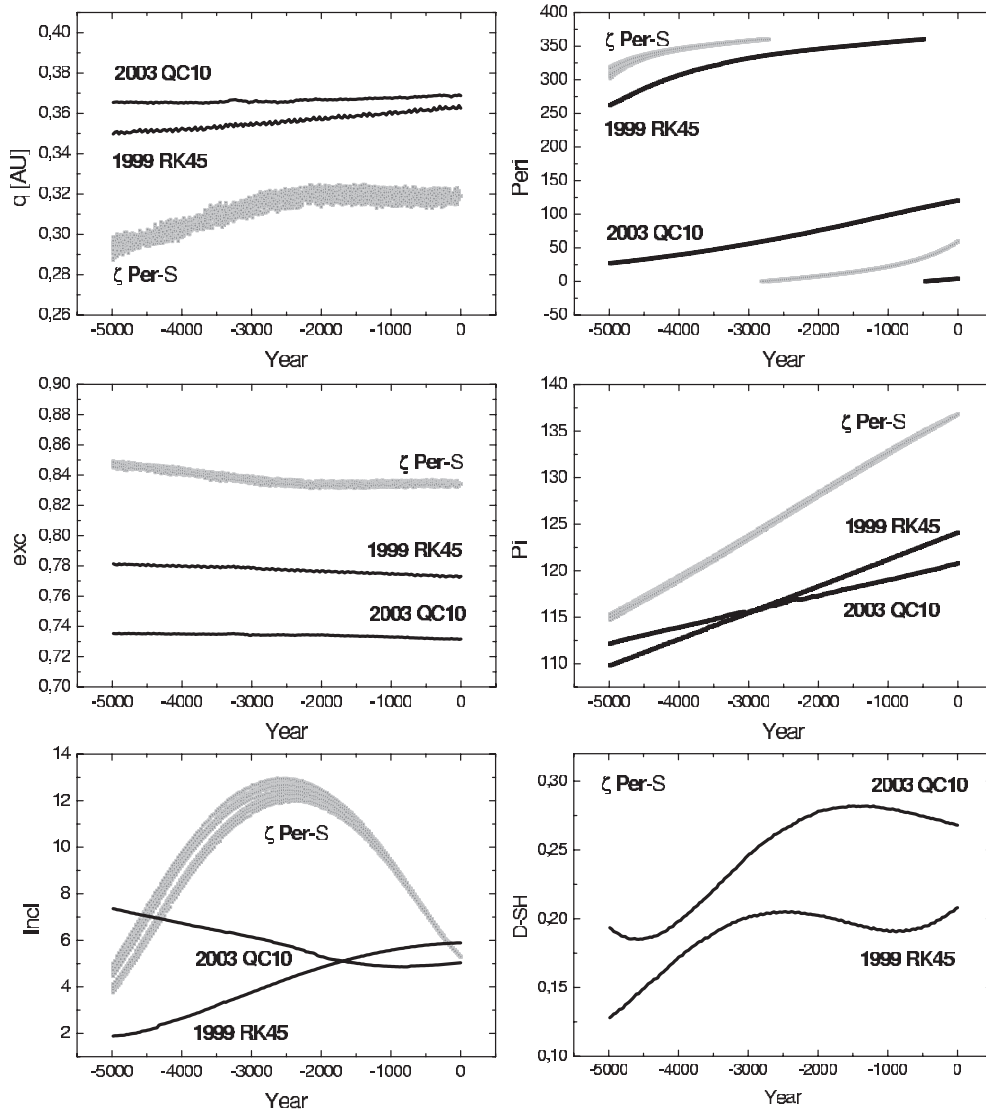 0,40
0,38
0,36
0,34
0,32
0,30
0,28
0,26
q [AU]
2003 QC10
1999 RK45
ζ Per-S
-5000 -4000 -3000 -2000 -1000 0
Year
400
350
300
250
200
150
100
50
0
-50
Peri
ζ Per-S
1999 RK45
2003 QC10
-5000 -4000 -3000 -2000 -1000 0
Year
0,90
0,88
0,86
0,84
0,82
0,80
0,78
0,76
0,74
0,72
0,70
exc
ζ Per-S
1999 RK45
2003 QC10
-5000 -4000 -3000 -2000 -1000 0
Year
140
135
130
125
120
115
110
Pi
ζ Per-S
1999 RK45
2003 QC10
-5000 -4000 -3000 -2000 -1000 0
Year
14
12
10
8
6
4
2
Incl
ζ Per-S
2003 QC10
1999 RK45
-5000 -4000 -3000 -2000 -1000 0
Year
0,30
0,25
0,20
0,15
0,10
D-SH
ζ Per-S
2003 QC10
1999 RK45
-5000 -4000 -3000 -2000 -1000 0
Year